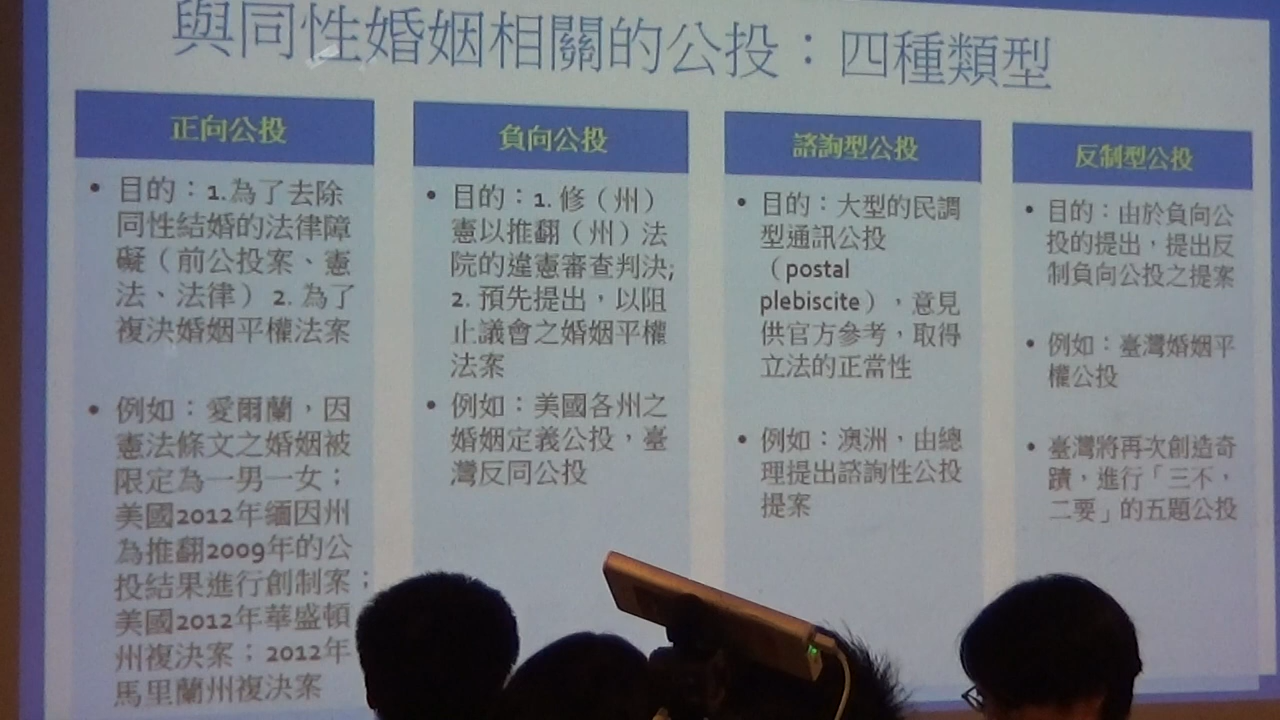 與同性婚姻相關的公投：四種類型
正向公投
• 目的：1.為了去除
同性結婚的法律障
礙（前公投案、憲
法、法律）2. 為了
複決婚姻平權法案
• 例如：愛爾蘭，因
憲法條文之婚姻被
限定為一男一女；
美國2012年緬因州
為推翻2009年的公
投結果進行創制案；
美國2012年華盛頓
州複決案；2012年
馬里蘭州複決案
負向公投
• 目的：1. 修（州）
憲以推翻（州）法
院的違憲審查判決;
2. 預先提出，以阻
止議會之婚姻平權
法案
• 例如：美國各州之
婚姻定義公投，臺
灣反同公投
諮詢型公投
• 目的：大型的民調
型通訊公投
（postal
plebiscite），意見
供官方參考，取得
立法的正當性
• 例如：澳洲，由總
理提出諮詢性公投
提案
反制型公投
• 目的：由於負向公
投的提出，提出反
制負向公投之提案
• 例如：臺灣婚姻平
權公投
• 臺灣將再次創造奇
蹟，進行「三不，
二要」的五題公投